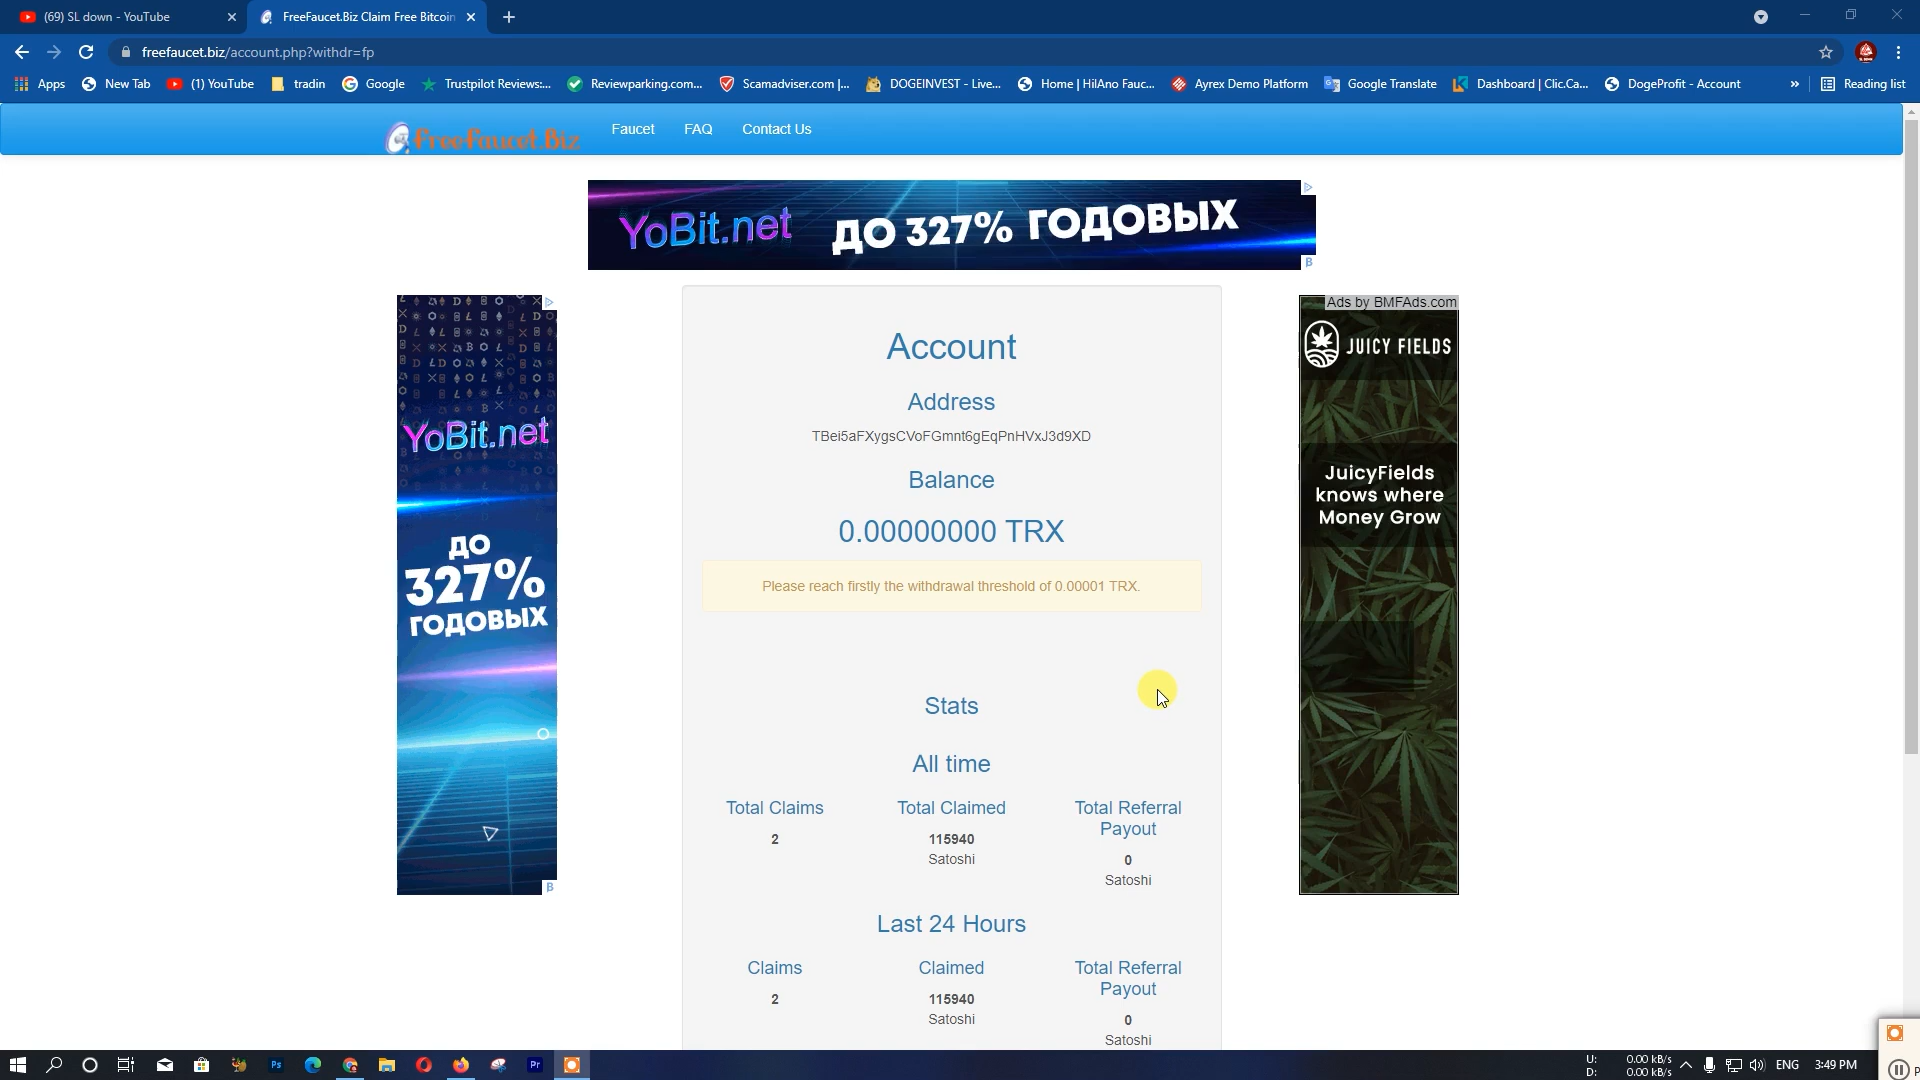 (69) SL down - YouTube
FreeFaucet.Biz Claim Free Bitcoin
freefaucet.biz/account.php?withdr=fp
Apps
New Tab
(1) YouTube
tradin
Google
Trustpilot Reviews:...
Reviewparking.com...
Scamadviser.com |...
DOGEINVEST - Live...
Home | HilAno Fauc...
Ayrex Demo Platform
Google Translate
Dashboard | Clic.Ca...
DogeProfit - Account
»
Reading list
FreeFaucet.Biz
Faucet
FAQ
Contact Us
YoBit.net
ДО 327% ГОДОВЫХ
YoBit.net
ДО
327%
ГОДОВЫХ
Account
Address
TBei5aFXygsCVoFGmnt6gEqPnHVxJ3d9XD
Balance
0.00000000 TRX
Please reach firstly the withdrawal threshold of 0.00001 TRX.
Stats
All time
Total Claims
2
Total Claimed
115940
Satoshi
Total Referral
Payout
0
Satoshi
Last 24 Hours
Claims
2
Claimed
115940
Satoshi
Total Referral
Payout
0
Satoshi
Ads by BMFAds.com
JUICY FIELDS
JuicyFields
knows where
Money Grow
Ps
Pr
U: 0.00 kB/s
D: 0.00 kB/s
ENG
3:49 PM